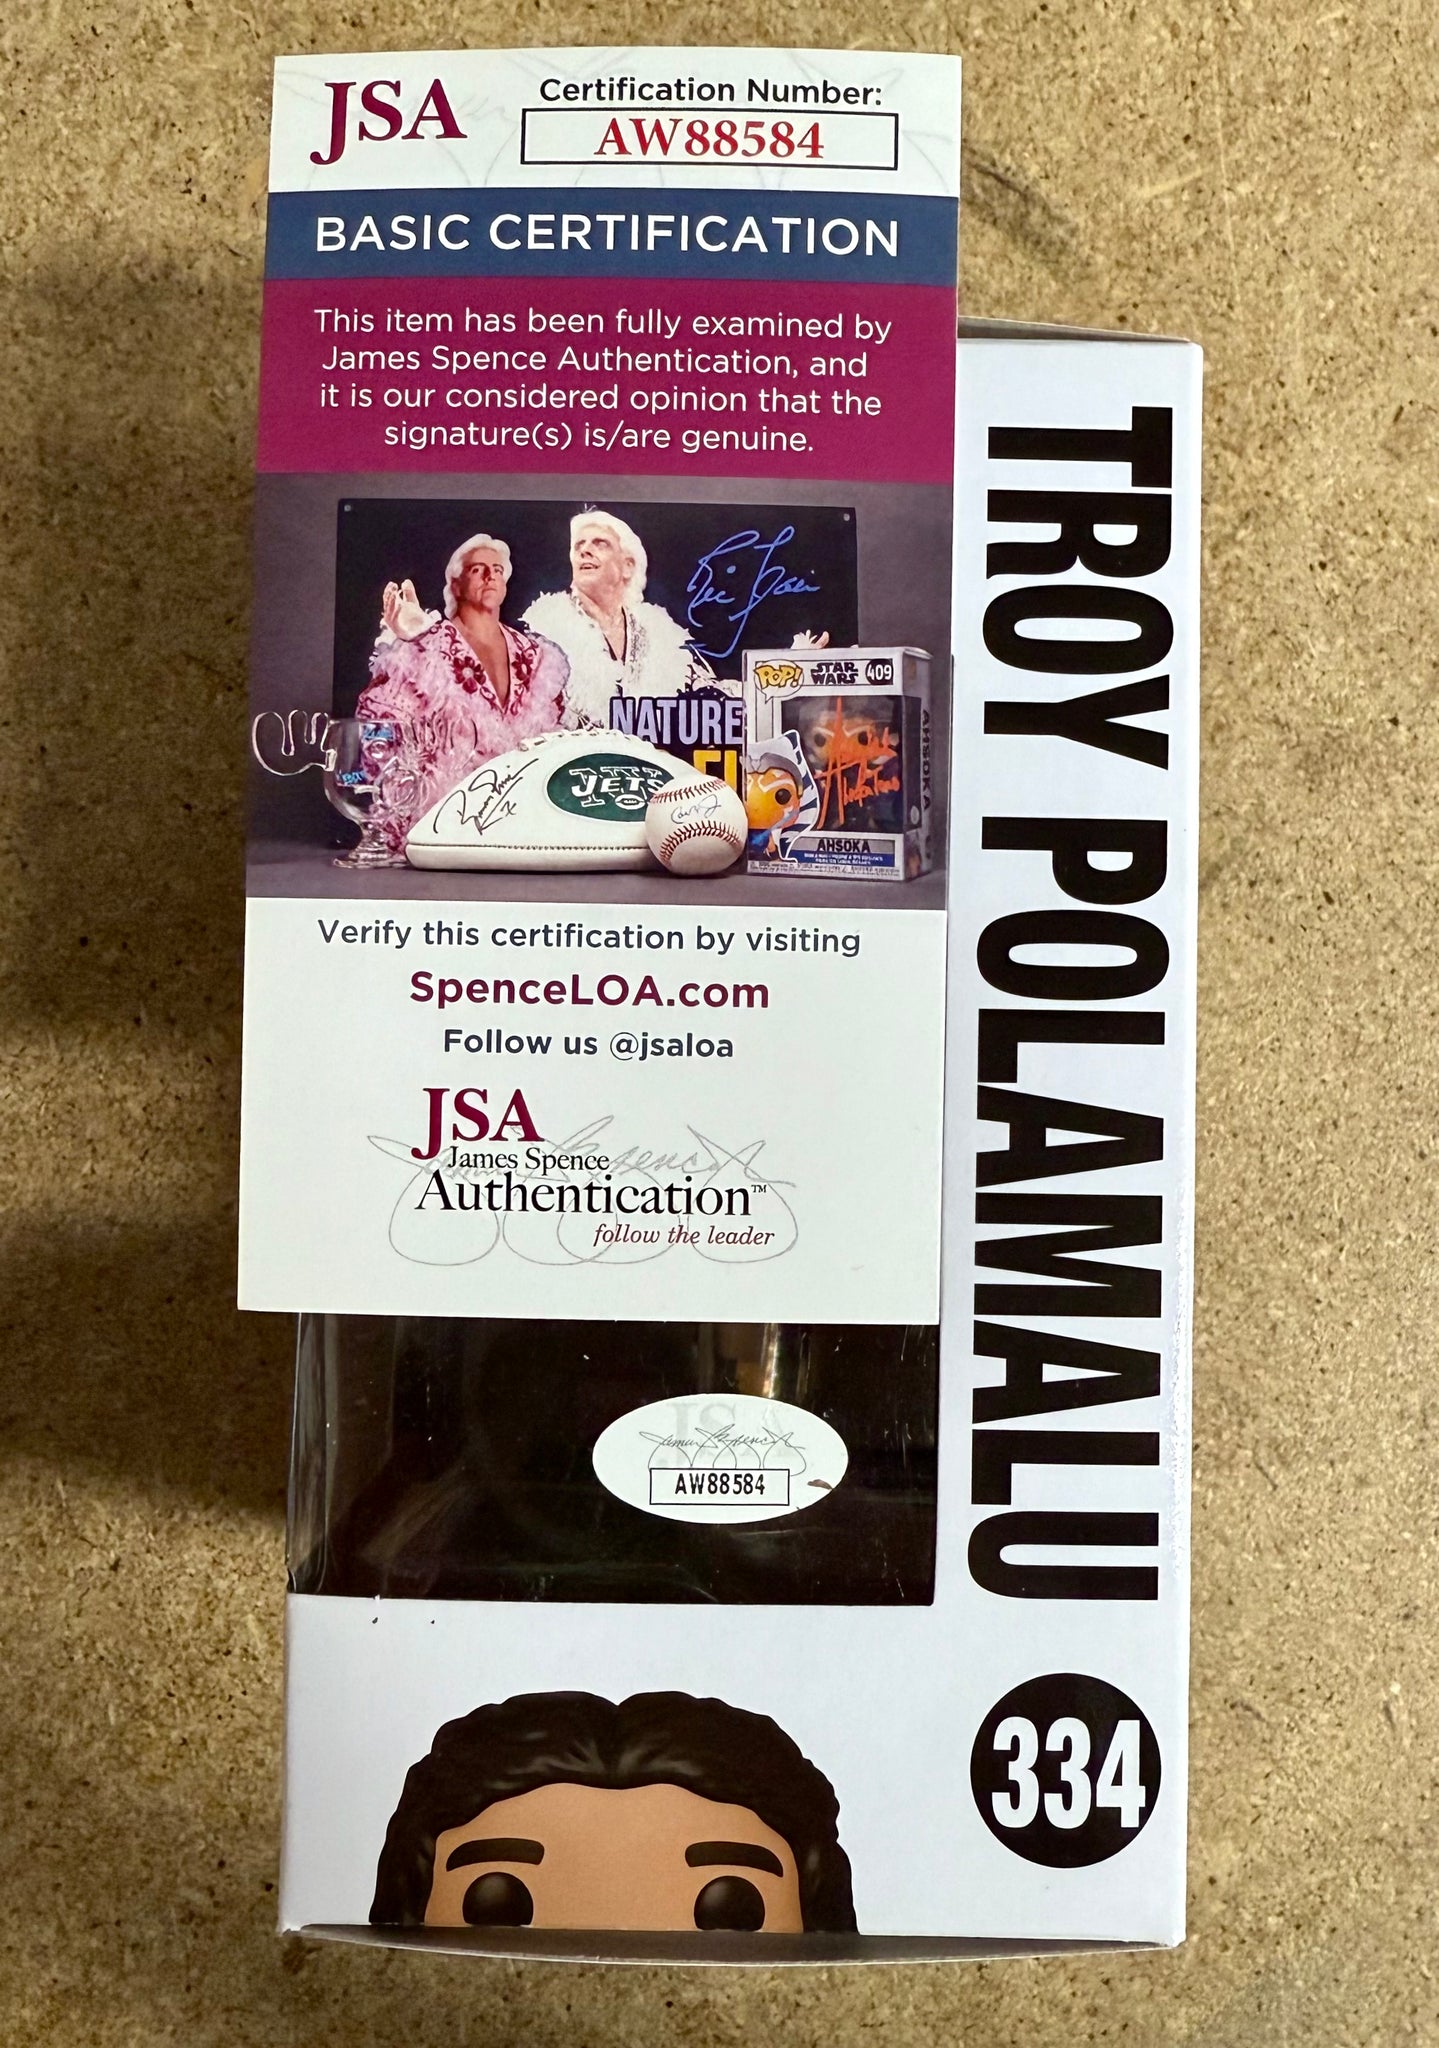 JSA
Certification Number:
AW88584
BASIC CERTIFICATION
This item has been fully examined by
James Spence Authentication, and
it is our considered opinion that the
signature(s) is/are genuine.
NATURE
JETS
POP!
STAR
WARS
409
AHSOKA
AHSOKA
Verify this certification by visiting
SpenceLOA.com
Follow us @jsaloa
JSA
James Spence
Authentication™
follow the leader
AW88584
TROY POLAMALU
334